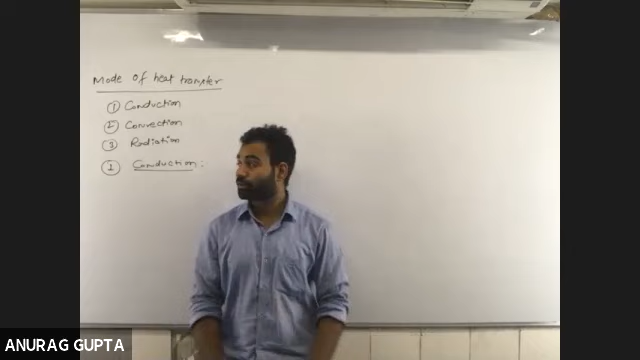 Mode of heat transfer
① Conduction
② Convection
③ Radiation
① Conduction:
ANURAG GUPTA